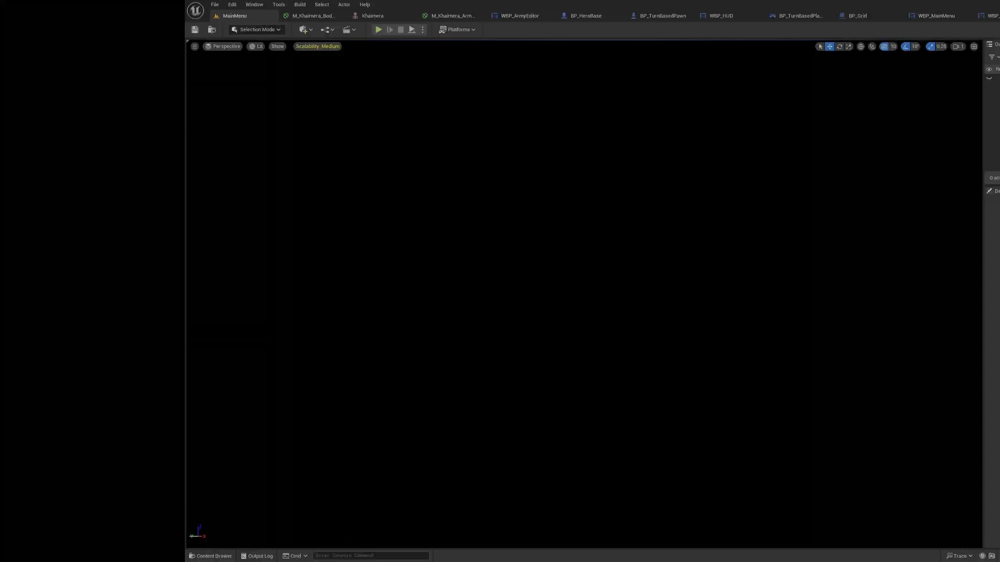 File Edit Window Tools Build Select Actor Help
MainMenu M_Khaimera_Bod... Khaimera M_Khaimera_Arm... WBP_ArmyEditor BP_HeroBase BP_TurnBasedPawn WBP_HUD BP_TurnBasedPla... BP_Grid WBP_MainMenu WBP_
Selection Mode Platforms
Perspective Lit Show Scalability: Medium 10 10° 0.25 1
0 act
Z
Y X
Content Drawer Output Log Cmd Enter Console Command Trace